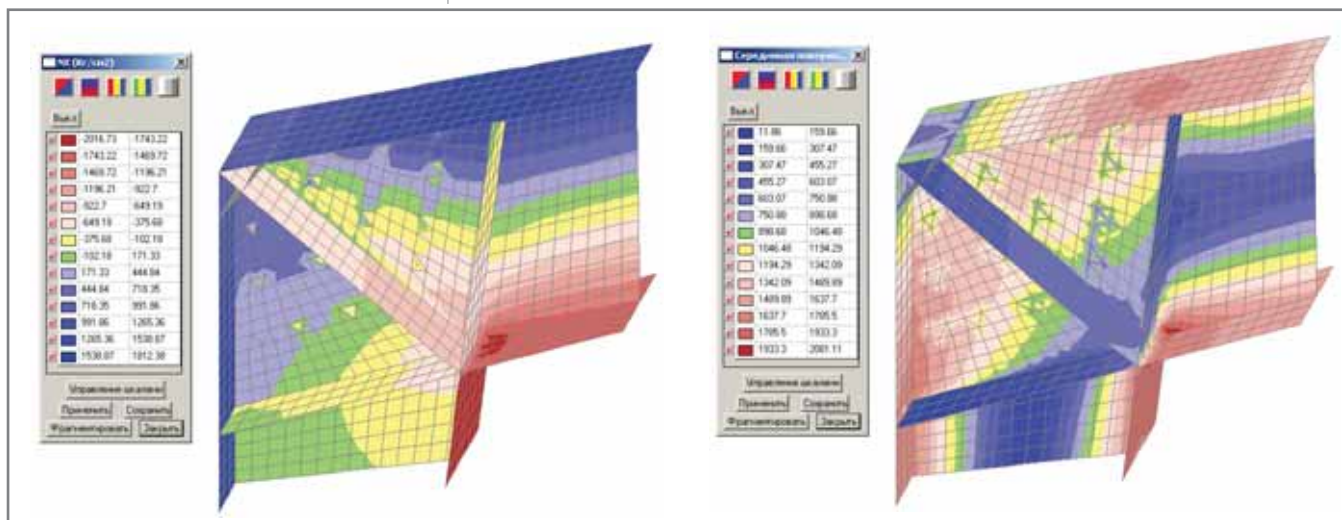 NX (Кг/см2)
Выкл
-2016.73 -1743.22
-1743.22 -1469.72
-1469.72 -1196.21
-1196.21 -922.7
-922.7 -649.19
-649.19 -375.68
-375.68 -102.18
-102.18 171.33
171.33 444.84
444.84 718.35
718.35 991.86
991.86 1265.36
1265.36 1538.87
1538.87 1812.38
Управление шкалами
Применить Сохранить
Фрагментировать Закрыть
Серединная поверхн...
Выкл
11.86 159.66
159.66 307.47
307.47 455.27
455.27 603.07
603.07 750.88
750.88 898.68
898.68 1046.48
1046.48 1194.29
1194.29 1342.09
1342.09 1489.89
1489.89 1637.7
1637.7 1785.5
1785.5 1933.3
1933.3 2081.11
Управление шкалами
Применить Сохранить
Фрагментировать Закрыть